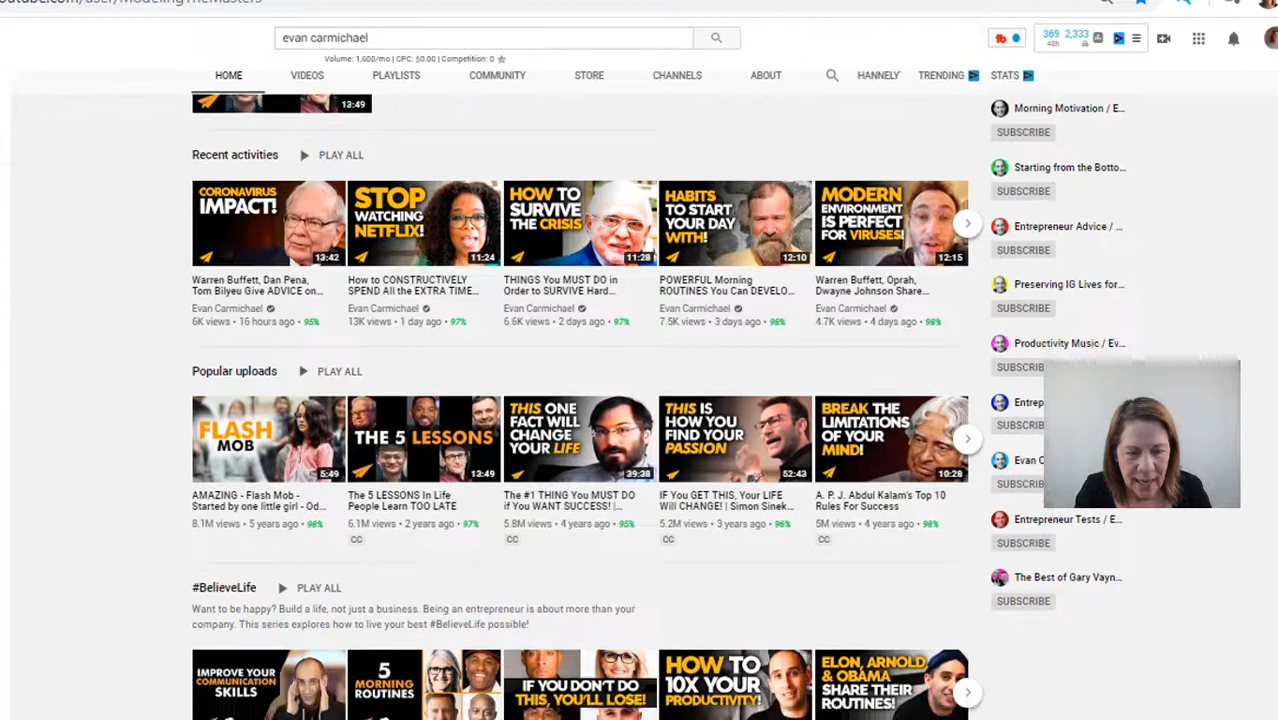 evan carmichael
369 2,333
48h
Volume: 1,600/mo | CPC: $0.00 | Competition: 0
HOME VIDEOS PLAYLISTS COMMUNITY STORE CHANNELS ABOUT HANNELY TRENDING STATS
13:49
Morning Motivation / E...
SUBSCRIBE
Recent activities PLAY ALL
Starting from the Botto...
SUBSCRIBE
CORONAVIRUS IMPACT!
13:42
STOP WATCHING NETFLIX!
11:24
HOW TO SURVIVE THE CRISIS
11:28
HABITS TO START YOUR DAY WITH!
12:10
MODERN ENVIRONMENT IS PERFECT FOR VIRUSES!
12:15
Entrepreneur Advice / ...
SUBSCRIBE
Warren Buffett, Dan Pena,
Tom Bilyeu Give ADVICE on...
Evan Carmichael
6K views • 16 hours ago • 95%
How to CONSTRUCTIVELY
SPEND All the EXTRA TIME...
Evan Carmichael
13K views • 1 day ago • 97%
THINGS You MUST DO in
Order to SURVIVE Hard...
Evan Carmichael
6.6K views • 2 days ago • 97%
POWERFUL Morning
ROUTINES You Can DEVELO...
Evan Carmichael
7.5K views • 3 days ago • 98%
Warren Buffett, Oprah,
Dwayne Johnson Share...
Evan Carmichael
4.7K views • 4 days ago • 98%
Preserving IG Lives for...
SUBSCRIBE
Productivity Music / Ev...
SUBSCRIBE
Popular uploads PLAY ALL
FLASH MOB
5:49
THE 5 LESSONS
13:49
THIS ONE FACT WILL CHANGE YOUR LIFE
39:38
THIS IS HOW YOU FIND YOUR PASSION
52:43
BREAK THE LIMITATIONS OF YOUR MIND!
10:28
Entrep
SUBSCRIBE
Evan C
SUBSCRIBE
AMAZING - Flash Mob -
Started by one little girl - Od...
8.1M views • 5 years ago • 98%
The 5 LESSONS In Life
People Learn TOO LATE
6.1M views • 2 years ago • 97%
CC
The #1 THING You MUST DO
if You WANT SUCCESS! |...
5.8M views • 4 years ago • 95%
CC
IF You GET THIS, Your LIFE
Will CHANGE! | Simon Sinek...
5.2M views • 3 years ago • 96%
CC
A. P. J. Abdul Kalam's Top 10
Rules For Success
5M views • 4 years ago • 98%
CC
Entrepreneur Tests / E...
SUBSCRIBE
The Best of Gary Vayn...
SUBSCRIBE
#BelieveLife PLAY ALL
Want to be happy? Build a life, not just a business. Being an entrepreneur is about more than your
company. This series explores how to live your best #BelieveLife possible!
IMPROVE YOUR COMMUNICATION SKILLS
5 MORNING ROUTINES
IF YOU DON'T DO THIS, YOU'LL LOSE!
HOW TO 10X YOUR PRODUCTIVITY!
ELON, ARNOLD, & OBAMA SHARE THEIR ROUTINES!